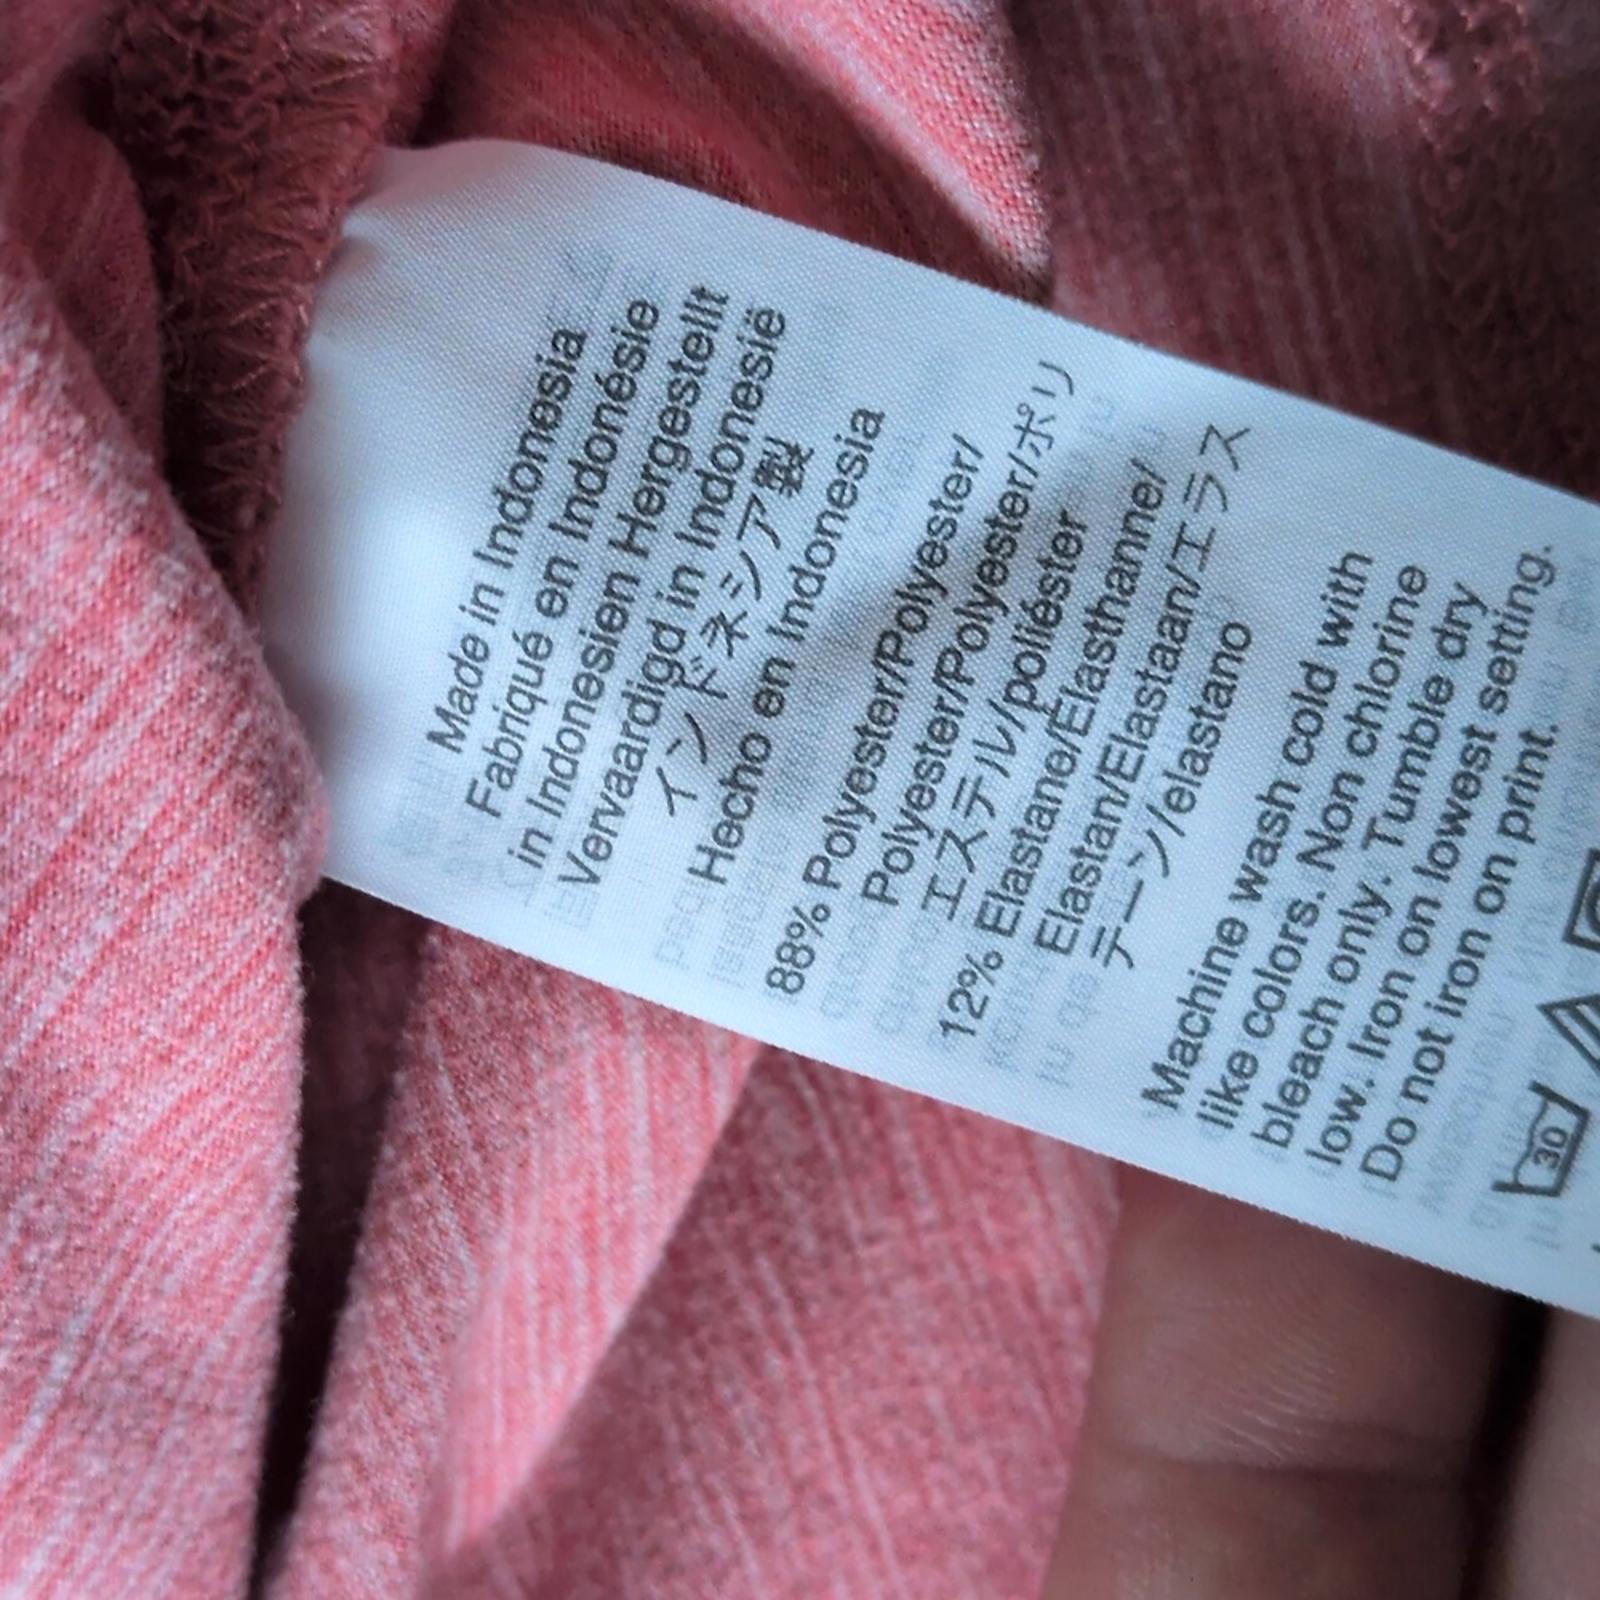 Made in Indonesia
Fabriqué en Indonésie
in Indonesien Hergestellt
Vervaardigd in Indonesië
インドネシア製
Hecho en Indonesia
88% Polyester/Polyester/
Polyester/Polyester/ポリ
エステル/poliéster
12% Elastane/Élasthanne/
Elastan/Elastaan/エラス
テーン/elastano
Machine wash cold with
like colors. Non chlorine
bleach only. Tumble dry
low. Iron on lowest setting.
Do not iron on print.
30